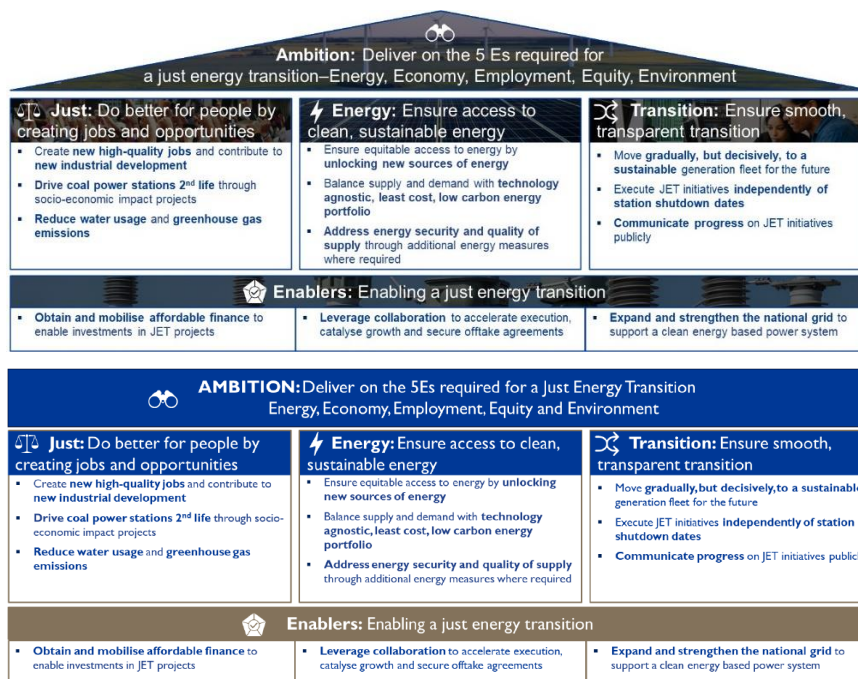 Ambition: Deliver on the 5 Es required for
a just energy transition–Energy, Economy, Employment, Equity, Environment
Just: Do better for people by
creating jobs and opportunities
▪ Create new high-quality jobs and contribute to
new industrial development
▪ Drive coal power stations 2nd life through
socio-economic impact projects
▪ Reduce water usage and greenhouse gas
emissions
Energy: Ensure access to
clean, sustainable energy
▪ Ensure equitable access to energy by
unlocking new sources of energy
▪ Balance supply and demand with technology
agnostic, least cost, low carbon energy
portfolio
▪ Address energy security and quality of
supply through additional energy measures
where required
Transition: Ensure smooth,
transparent transition
▪ Move gradually, but decisively, to a
sustainable generation fleet for the future
▪ Execute JET initiatives independently of
station shutdown dates
▪ Communicate progress on JET initiatives
publicly
Enablers: Enabling a just energy transition
▪ Obtain and mobilise affordable finance to
enable investments in JET projects
▪ Leverage collaboration to accelerate execution,
catalyse growth and secure offtake agreements
▪ Expand and strengthen the national grid to
support a clean energy based power system
AMBITION: Deliver on the 5Es required for a Just Energy Transition
Energy, Economy, Employment, Equity and Environment
Just: Do better for people by
creating jobs and opportunities
▪ Create new high-quality jobs and contribute to
new industrial development
▪ Drive coal power stations 2nd life through socio-
economic impact projects
▪ Reduce water usage and greenhouse gas
emissions
Energy: Ensure access to clean,
sustainable energy
▪ Ensure equitable access to energy by unlocking
new sources of energy
▪ Balance supply and demand with technology
agnostic, least cost, low carbon energy
portfolio
▪ Address energy security and quality of supply
through additional energy measures where required
Transition: Ensure smooth,
transparent transition
▪ Move gradually, but decisively, to a sustainable
generation fleet for the future
▪ Execute JET initiatives independently of station
shutdown dates
▪ Communicate progress on JET initiatives public
Enablers: Enabling a just energy transition
▪ Obtain and mobilise affordable finance to
enable investments in JET projects
▪ Leverage collaboration to accelerate execution,
catalyse growth and secure offtake agreements
▪ Expand and strengthen the national grid to
support a clean energy based power system